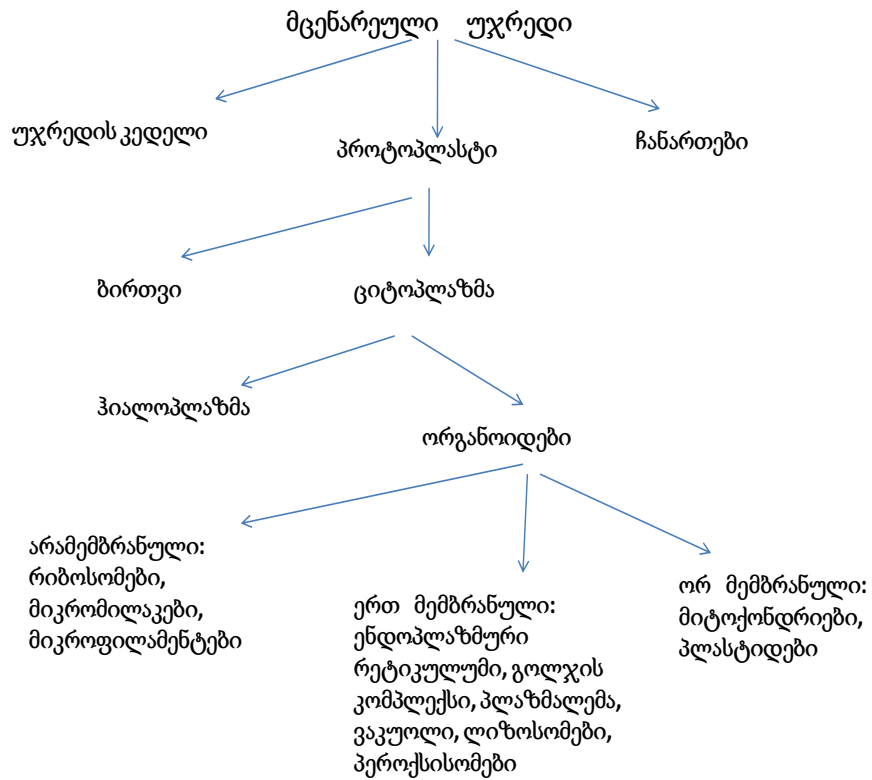 მცენარეული უჯრედი
უჯრედის კედელი
პროტოპლასტი
ჩანართები
ბირთვი
ციტოპლაზმა
ჰიალოპლაზმა
ორგანოიდები
არამემბრანული:
რიბოსომები,
მიკრომილაკები,
მიკროფილამენტები
ერთ მემბრანული:
ენდოპლაზმური
რეტიკულუმი, გოლჯის
კომპლექსი, პლაზმალემა,
ვაკუოლი, ლიზოსომები,
პეროქსისომები
ორ მემბრანული:
მიტოქონდრიები,
პლასტიდები